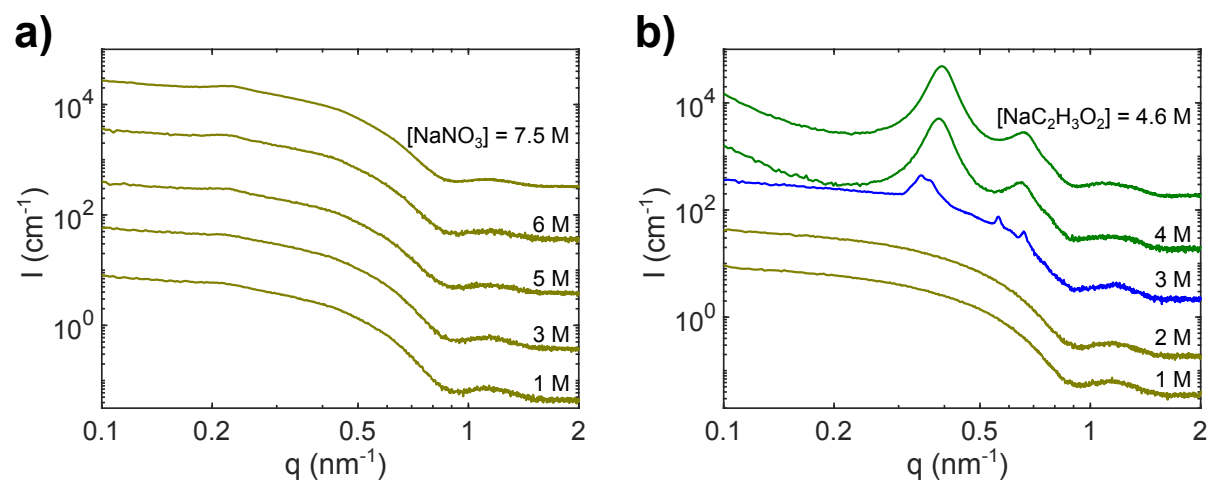 a)
I (cm⁻¹)
10⁴
10²
10⁰
[NaNO₃] = 7.5 M
6 M
5 M
3 M
1 M
0.1 0.2 0.5 1 2
q (nm⁻¹)
b)
I (cm⁻¹)
10⁴
10²
10⁰
[NaC₂H₃O₂] = 4.6 M
4 M
3 M
2 M
1 M
0.1 0.2 0.5 1 2
q (nm⁻¹)